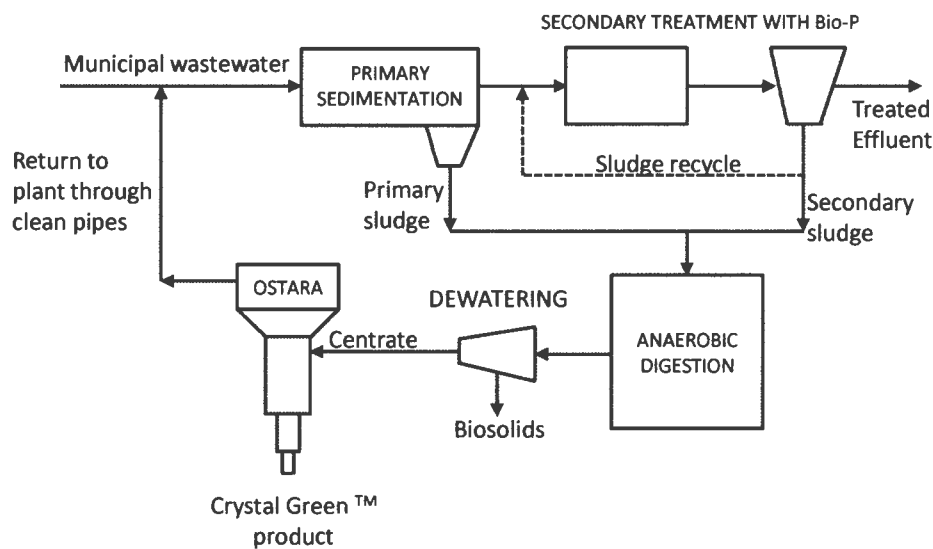 SECONDARY TREATMENT WITH Bio-P
Municipal wastewater
PRIMARY
SEDIMENTATION
Treated
Effluent
Return to
plant through
clean pipes
Sludge recycle
Primary
sludge
Secondary
sludge
OSTARA
DEWATERING
Centrate
ANAEROBIC
DIGESTION
Biosolids
Crystal Green ™
product